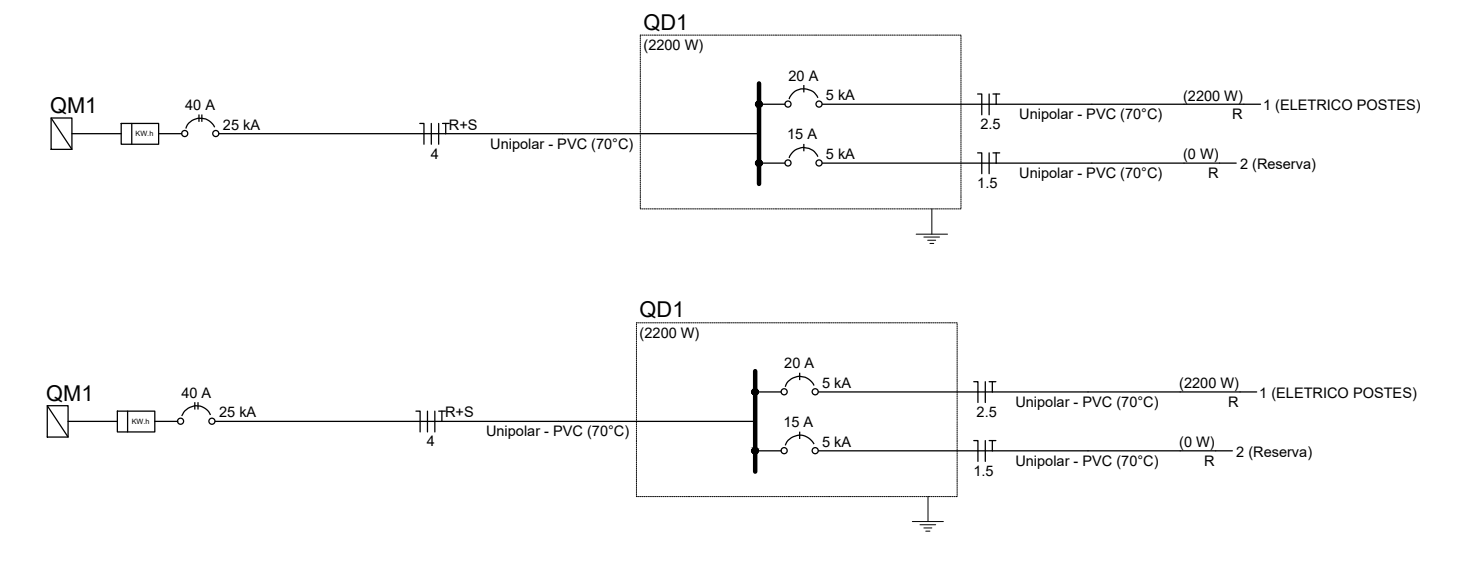 QD1
(2200 W)
20 A
5 kA
(2200 W)
1 (ELETRICO POSTES)
T
2.5
Unipolar - PVC (70°C)
R
QM1
40 A
KW.h
25 kA
TR+S
4
Unipolar - PVC (70°C)
15 A
5 kA
(0 W)
2 (Reserva)
T
1.5
Unipolar - PVC (70°C)
R
QD1
(2200 W)
20 A
5 kA
(2200 W)
1 (ELETRICO POSTES)
T
2.5
Unipolar - PVC (70°C)
R
QM1
40 A
KW.h
25 kA
TR+S
4
Unipolar - PVC (70°C)
15 A
5 kA
(0 W)
2 (Reserva)
T
1.5
Unipolar - PVC (70°C)
R